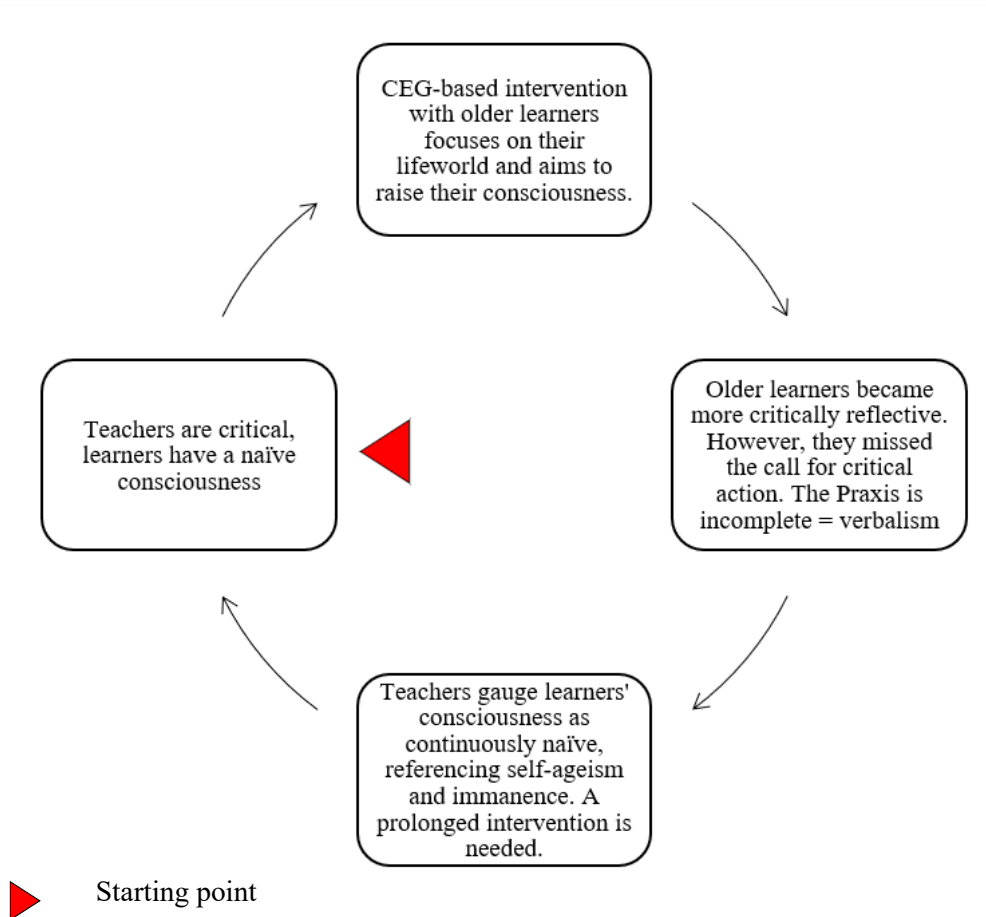 CEG-based intervention
with older learners
focuses on their
lifeworld and aims to
raise their consciousness.
Teachers are critical,
learners have a naïve
consciousness
Older learners became
more critically reflective.
However, they missed
the call for critical
action. The Praxis is
incomplete = verbalism
Teachers gauge learners'
consciousness as
continuously naïve,
referencing self-ageism
and immanence. A
prolonged intervention is
needed.
Starting point